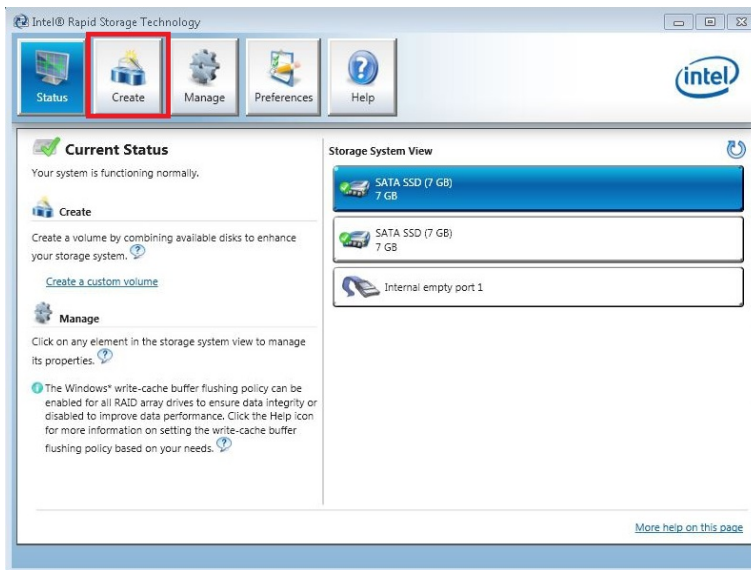 Intel® Rapid Storage Technology
Status
Create
Manage
Preferences
Help
intel
Current Status
Your system is functioning normally.
Create
Create a volume by combining available disks to enhance
your storage system.
Create a custom volume
Manage
Click on any element in the storage system view to manage
its properties.
The Windows* write-cache buffer flushing policy can be
enabled for all RAID array drives to ensure data integrity or
disabled to improve data performance. Click the Help icon
for more information on setting the write-cache buffer
flushing policy based on your needs.
Storage System View
SATA SSD (7 GB)
7 GB
SATA SSD (7 GB)
7 GB
Internal empty port 1
More help on this page